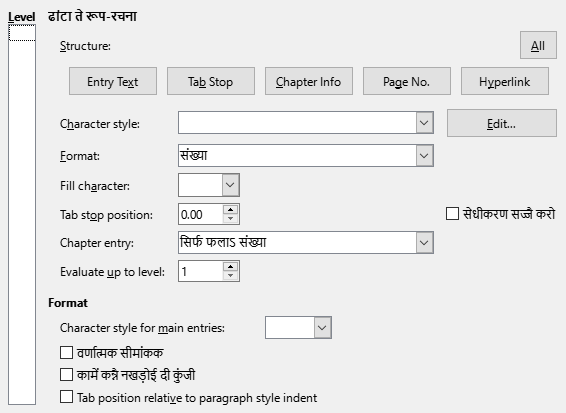 Level ढांटा ते रूप-रचना
Structure: All
Entry Text Tab Stop Chapter Info Page No. Hyperlink
Character style: Edit...
Format: संख्या
Fill character:
Tab stop position: 0.00 सेधीकरण सज्जै करो
Chapter entry: सिर्फ फलाऽ संख्या
Evaluate up to level: 1
Format
Character style for main entries:
वर्णात्मक सीमांकक
कामें कन्नै नखड़ोई दी कुंजी
Tab position relative to paragraph style indent